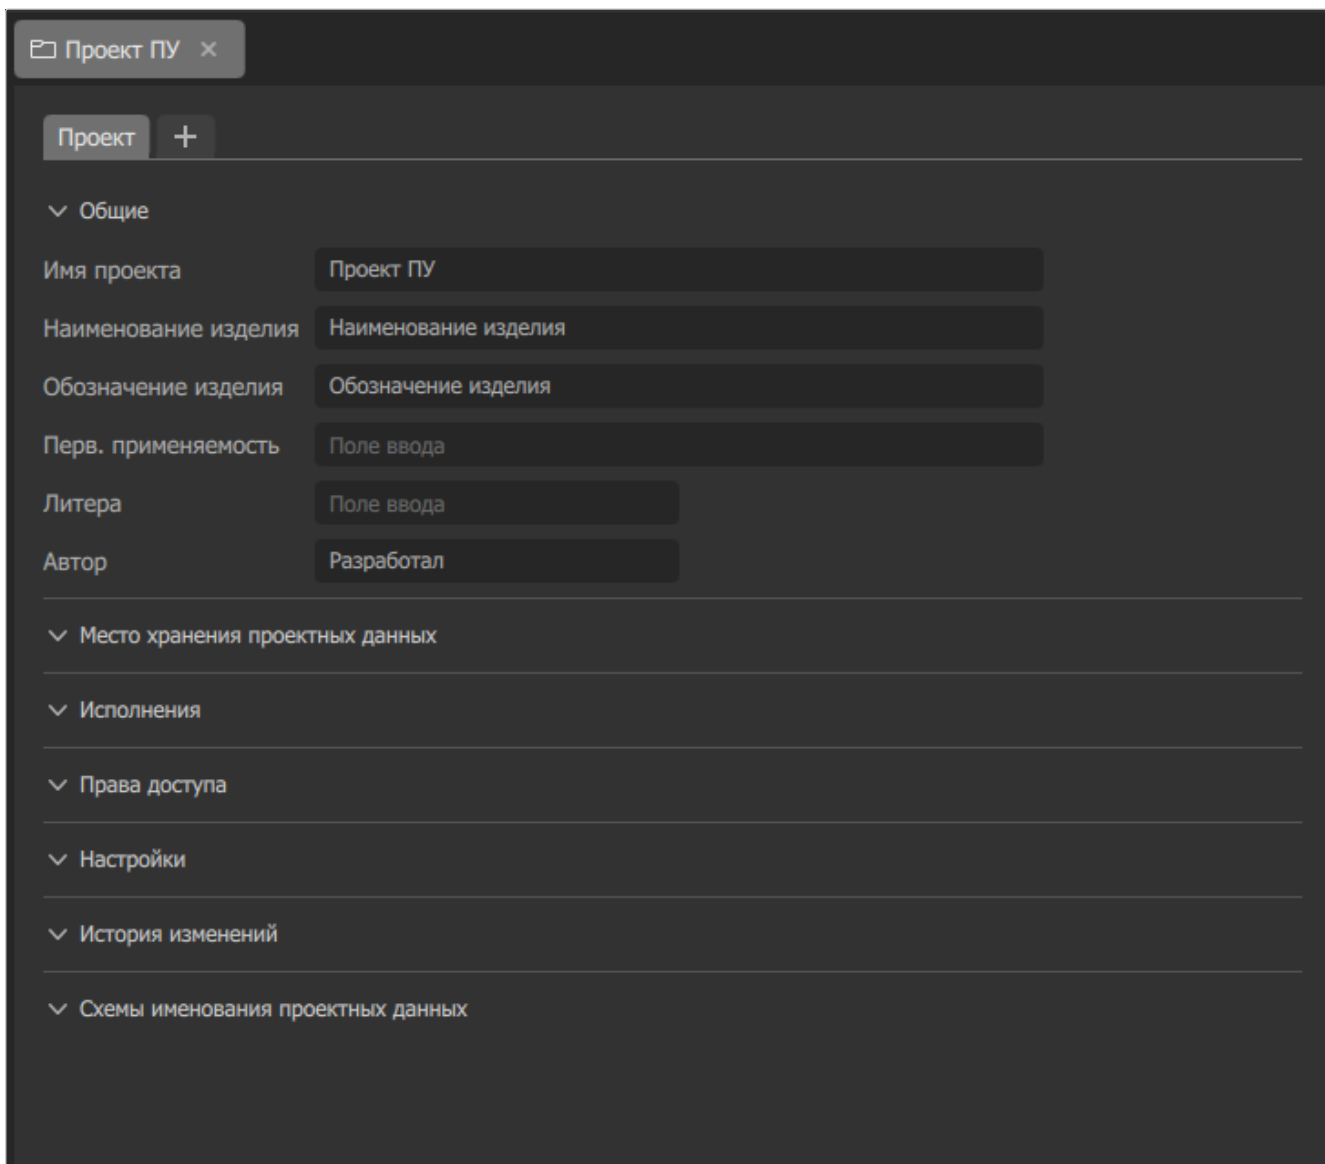 Проект ПУ
Проект
Общие
Имя проекта Проект ПУ
Наименование изделия Наименование изделия
Обозначение изделия Обозначение изделия
Перв. применяемость Поле ввода
Литера Поле ввода
Автор Разработал
Место хранения проектных данных
Исполнения
Права доступа
Настройки
История изменений
Схемы именования проектных данных